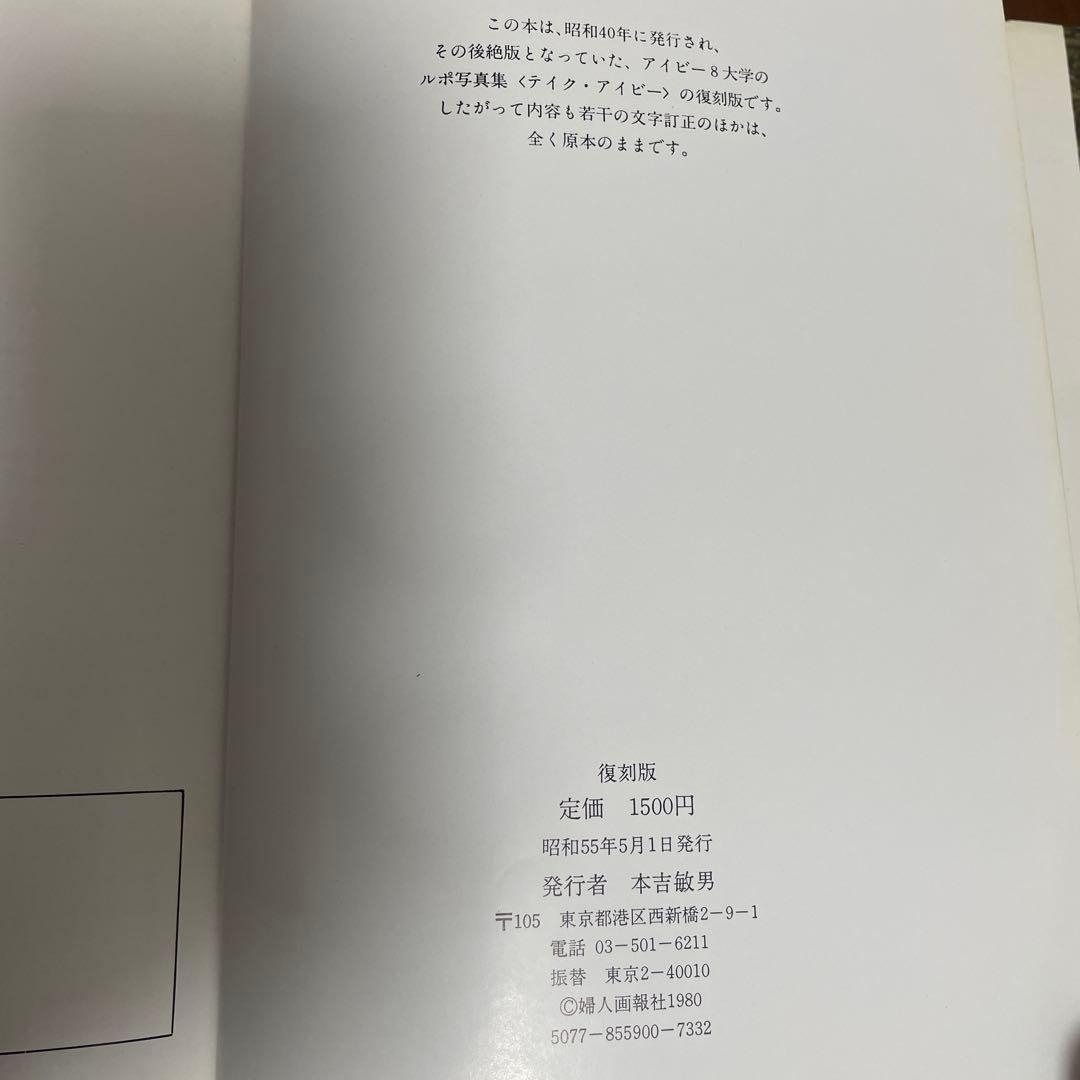 この本は、昭和40年に発行され、
その後絶版となっていた、アイビー8大学の
ルポ写真集〈テイク・アイビー〉の復刻版です。
したがって内容も若干の文字訂正のほかは、
全く原本のままです。
復刻版
定価 1500円
昭和55年5月1日発行
発行者 本吉敏男
〒105 東京都港区西新橋2-9-1
電話 03-501-6211
振替 東京2-40010
©婦人画報社1980
5077-855900-7332